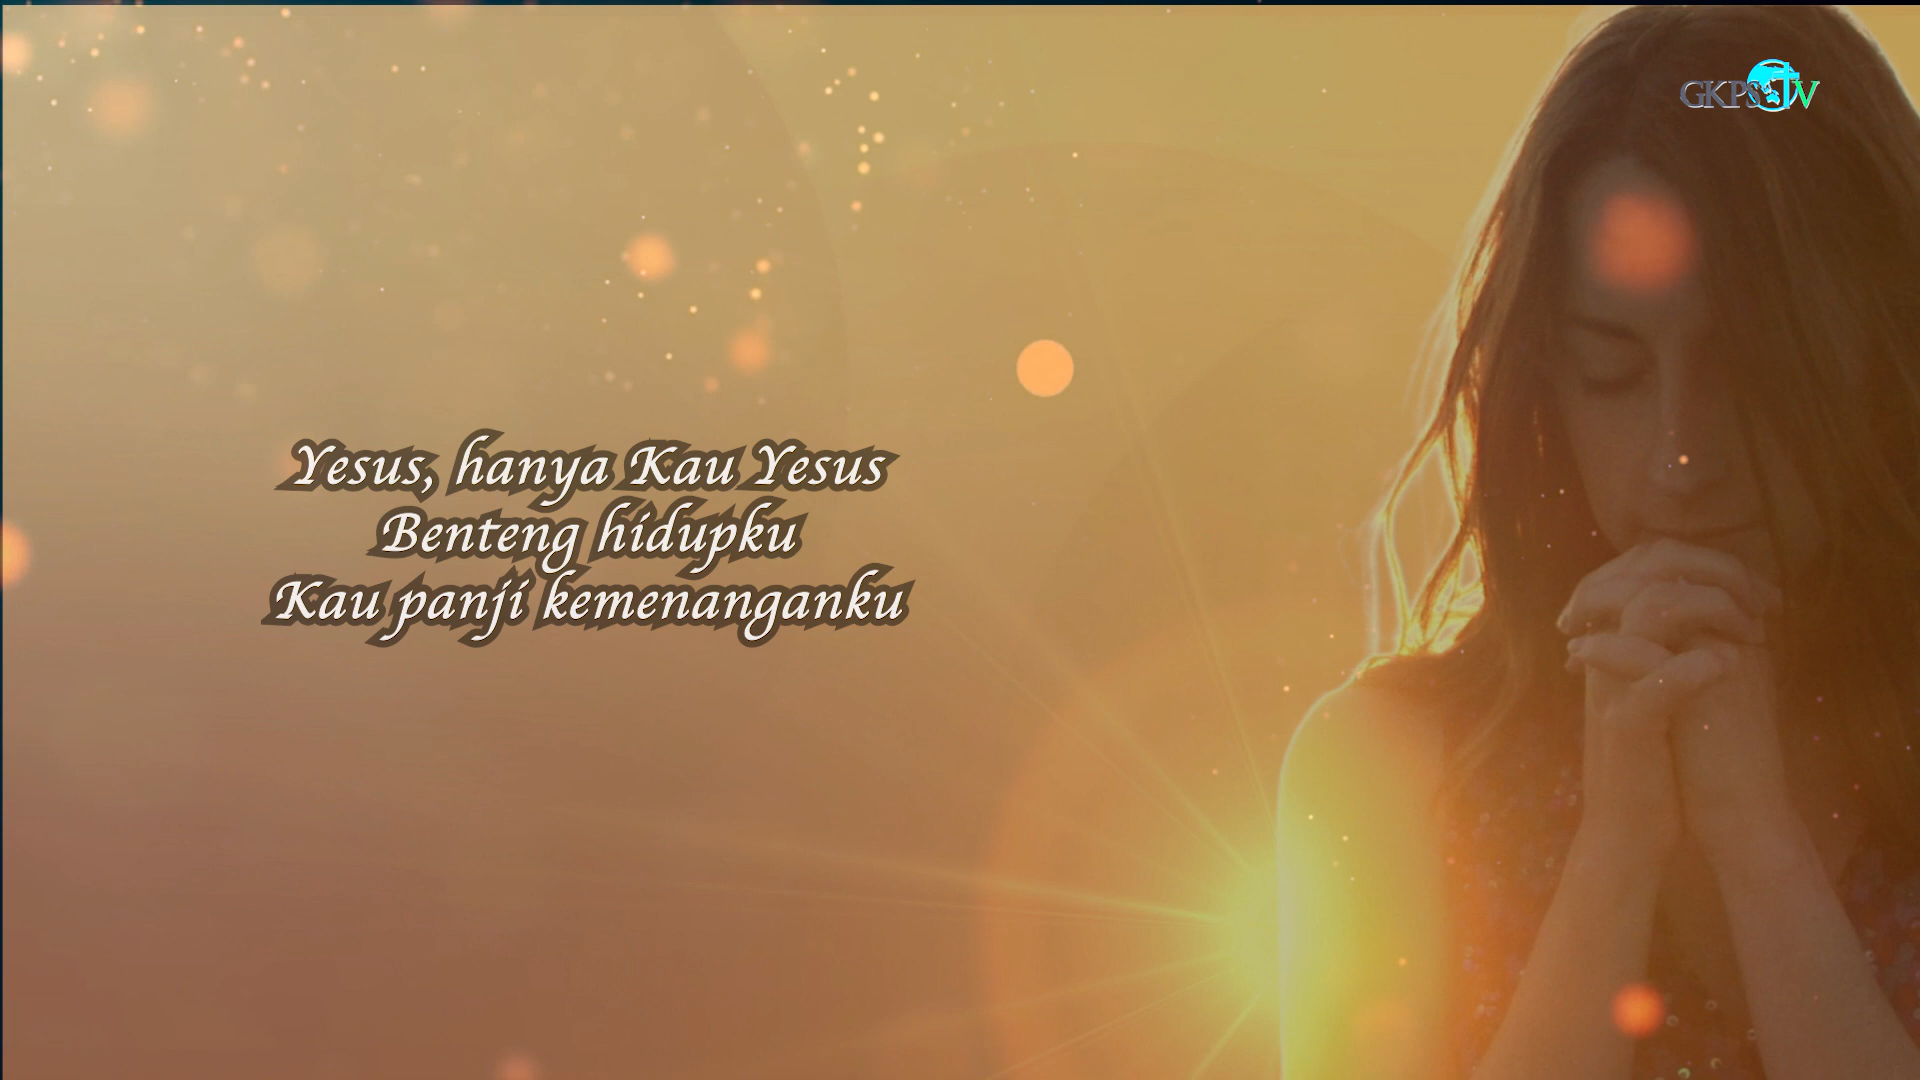 GKPS TV
Yesus, hanya Kau Yesus
Benteng hidupku
Kau panji kemenanganku